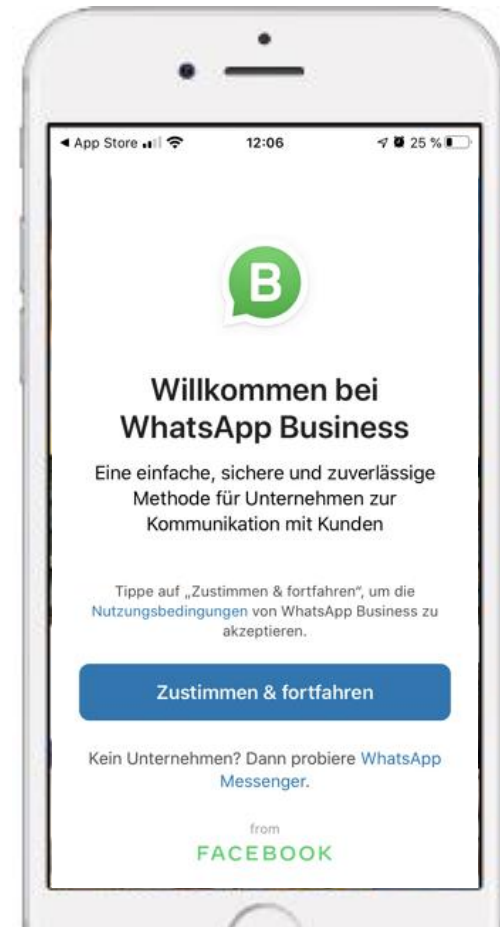 ◀ App Store 12:06 25 %
B
Willkommen bei
WhatsApp Business
Eine einfache, sichere und zuverlässige
Methode für Unternehmen zur
Kommunikation mit Kunden
Tippe auf „Zustimmen & fortfahren“, um die
Nutzungsbedingungen von WhatsApp Business zu
akzeptieren.
Zustimmen & fortfahren
Kein Unternehmen? Dann probiere WhatsApp
Messenger.
from
FACEBOOK